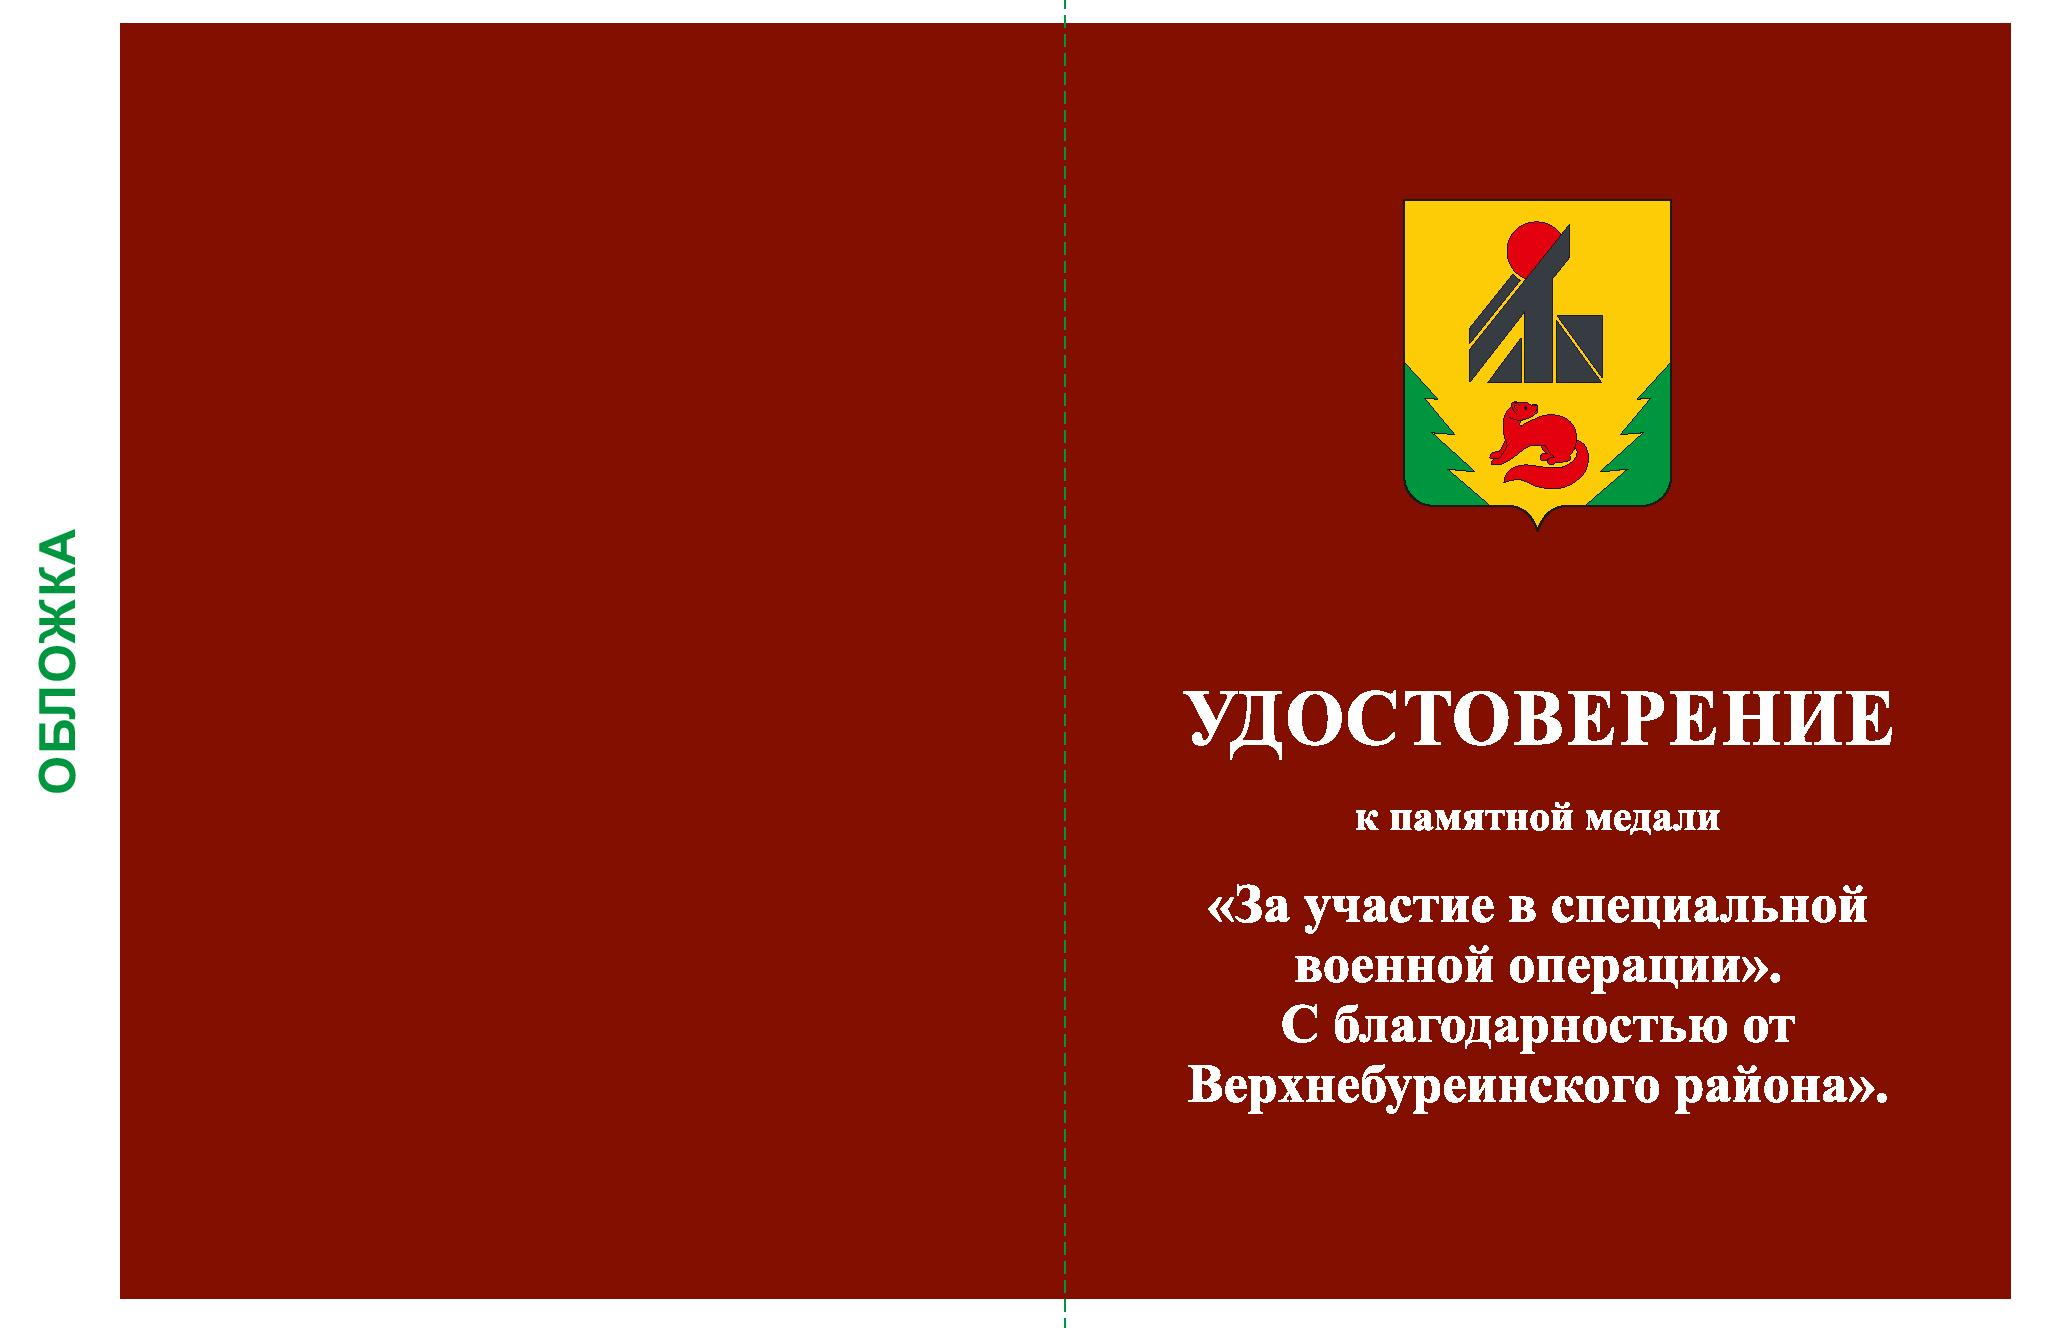 ОБЛОЖКА
УДОСТОВЕРЕНИЕ
к памятной медали
«За участие в специальной
военной операции».
С благодарностью от
Верхнебуреинского района».